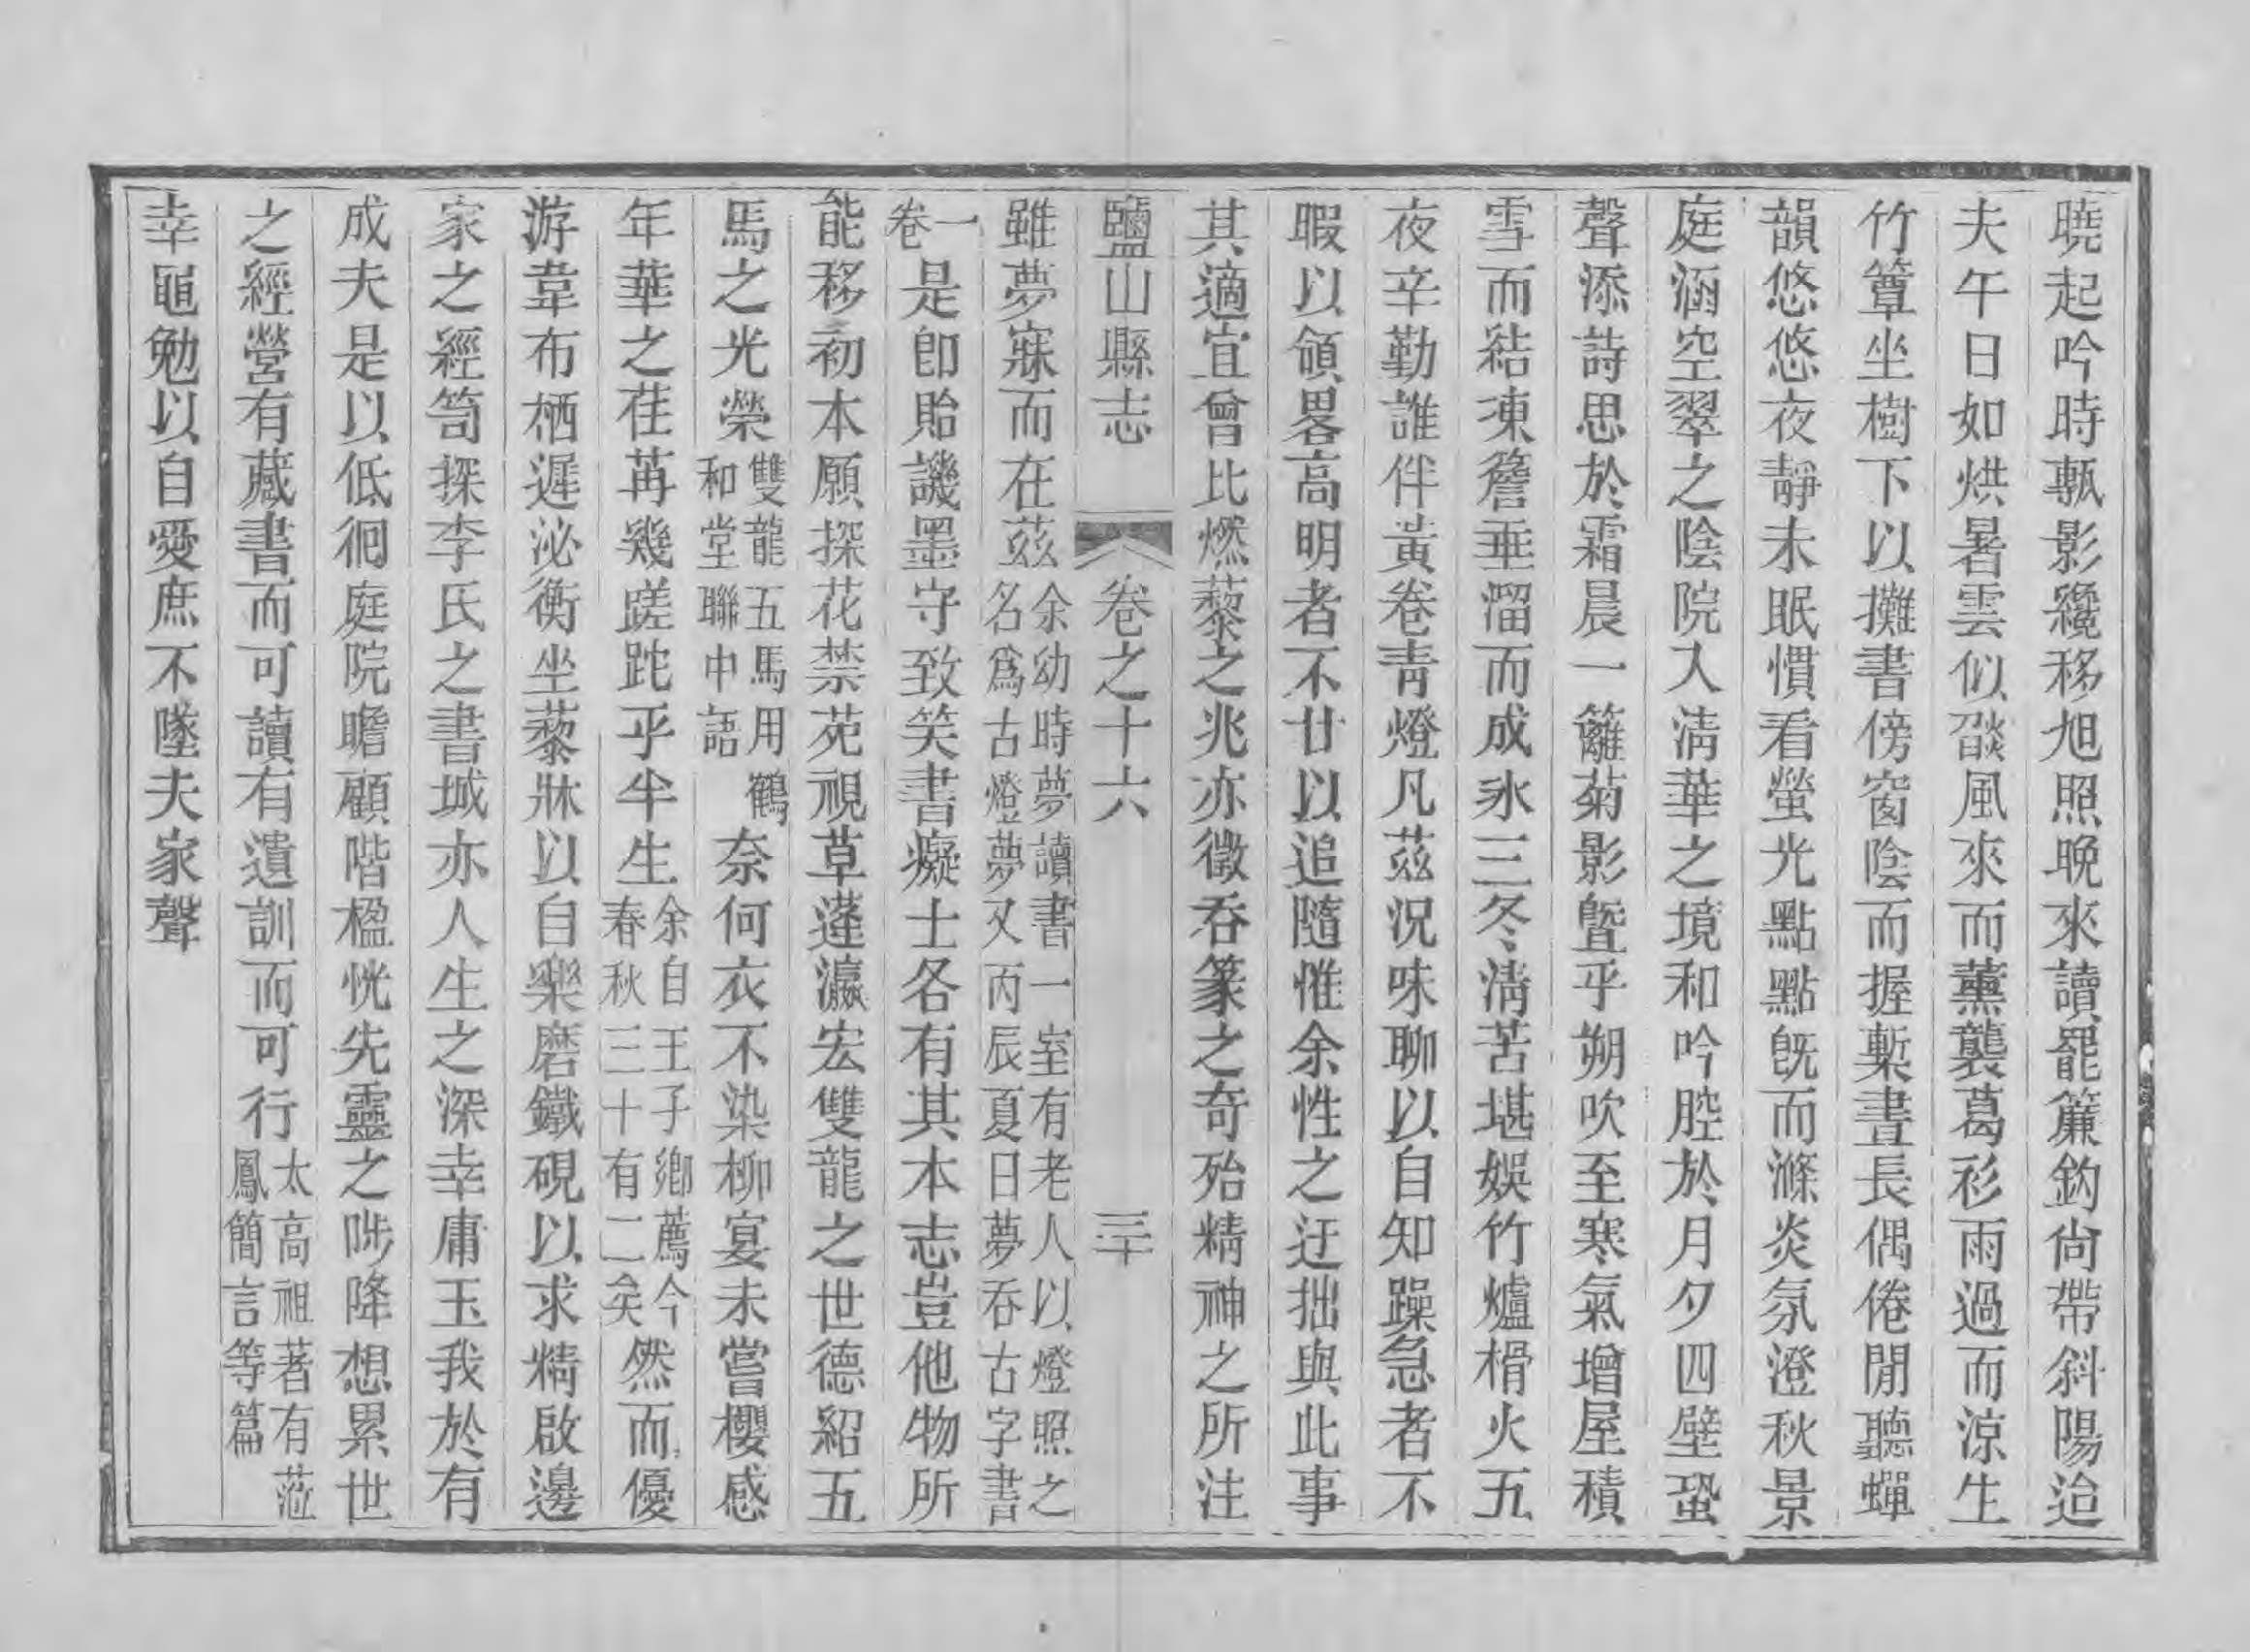 曉起吟時甎影纔移旭照晚來讀罷簾鈎尙帶斜陽迨
夫午日如烘暑雲似燄風來而薰襲葛衫雨過而涼生
竹簟坐樹下以攤書傍窗陰而握槧晝長偶倦閒聽蟬
韻悠悠夜靜未眠慣看螢光點點旣而滌炎氛澄秋景
庭涵空翠之陰院入淸華之境和吟腔於月夕四壁蛩
聲添詩思於霜晨一籬菊影曁乎朔吹至寒氣增屋積
雪而結凍簷垂溜而成氷三冬淸苦堪娛竹爐榾火五
夜辛勤誰伴黃卷靑燈凡茲況味聊以自知躁急者不
暇以領畧高明者不甘以追隨惟余性之迂拙與此事
其適宜曾比燃藜之兆亦徵呑篆之奇殆精神之所注
鹽山縣志 卷之十六 三十
雖夢寐而在茲余幼時夢讀書一室有老人以燈照之
名爲古燈夢又丙辰夏日夢呑古字書
一卷是卽貽譏墨守致笑書癡士各有其本志豈他物所
能移初本願探花禁苑視草蓬瀛宏雙龍之世德紹五
馬之光榮雙龍五馬用鶴
和堂聯中語奈何衣不染柳宴未嘗櫻感
年華之荏苒幾蹉跎乎半生余自壬子鄕薦今
春秋三十有二矣然而優
游韋布栖遲泌衡坐藜牀以自樂磨鐵硯以求精啟邊
家之經笥探李氏之書城亦人生之深幸庸玉我於有
成夫是以低徊庭院瞻顧階楹恍先靈之陟降想累世
之經營有藏書而可讀有遺訓而可行太高祖著有蒞
鳳簡言等篇
幸黽勉以自愛庶不墜夫家聲